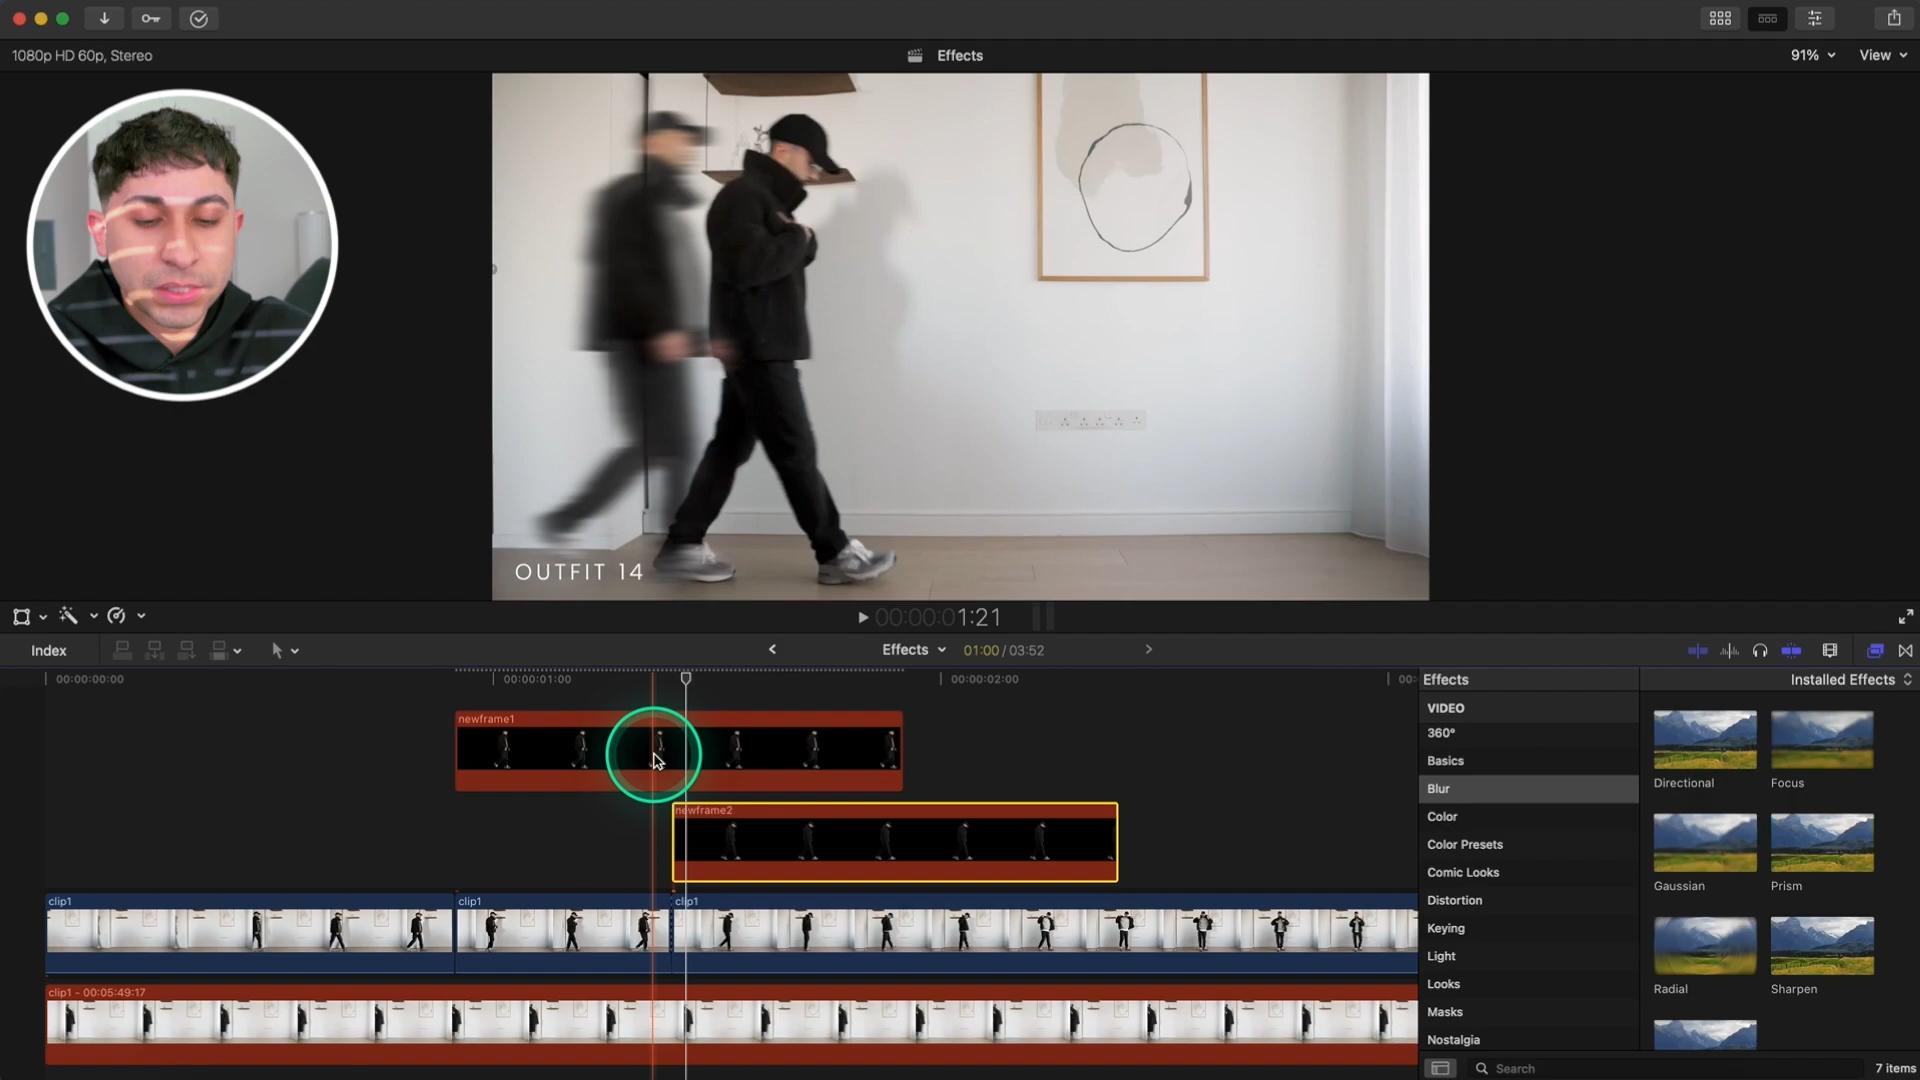 1080p HD 60p, Stereo
Effects
91%
View
OUTFIT 14
00:00:01:21
Index
Effects
01:00 / 03:52
00:00:00:00
00:00:01:00
00:00:02:00
00:
newframe1
newframe2
clip1
clip1
clip1
clip1 - 00:05:49:17
Effects
Installed Effects
VIDEO
360°
Basics
Blur
Color
Color Presets
Comic Looks
Distortion
Keying
Light
Looks
Masks
Nostalgia
Directional
Focus
Gaussian
Prism
Radial
Sharpen
Search
7 items